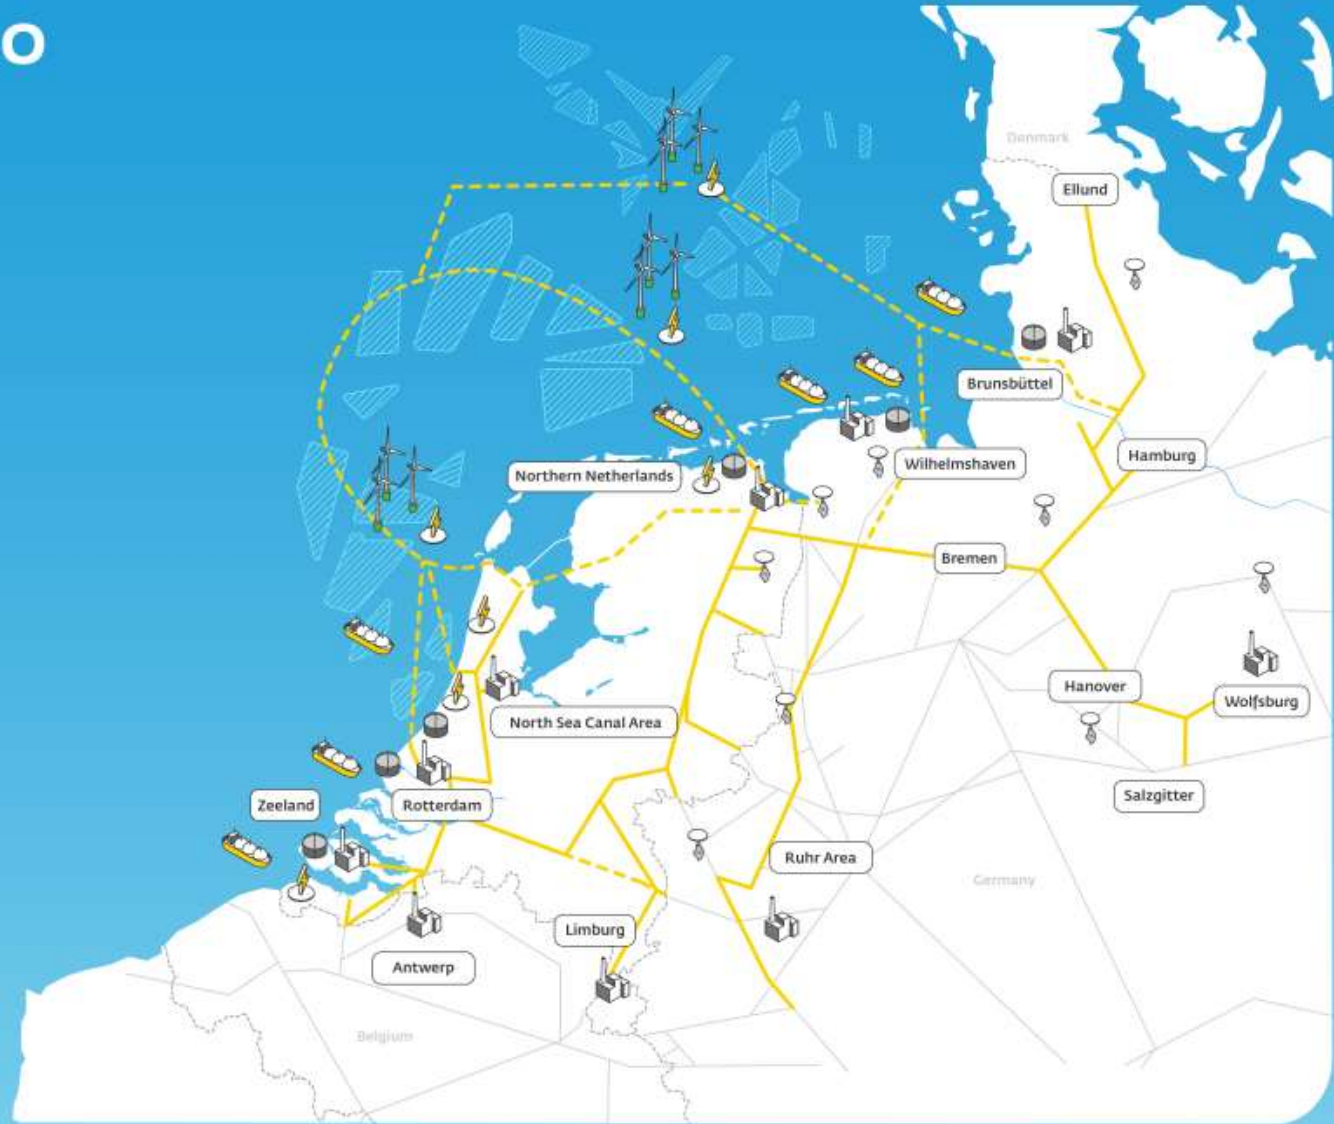 O
Denmark
Ellund
Brunsbüttel
Hamburg
Northern Netherlands
Wilhelmshaven
Bremen
Hanover
Wolfsburg
North Sea Canal Area
Salzgitter
Zeeland
Rotterdam
Ruhr Area
Germany
Limburg
Antwerp
Belgium